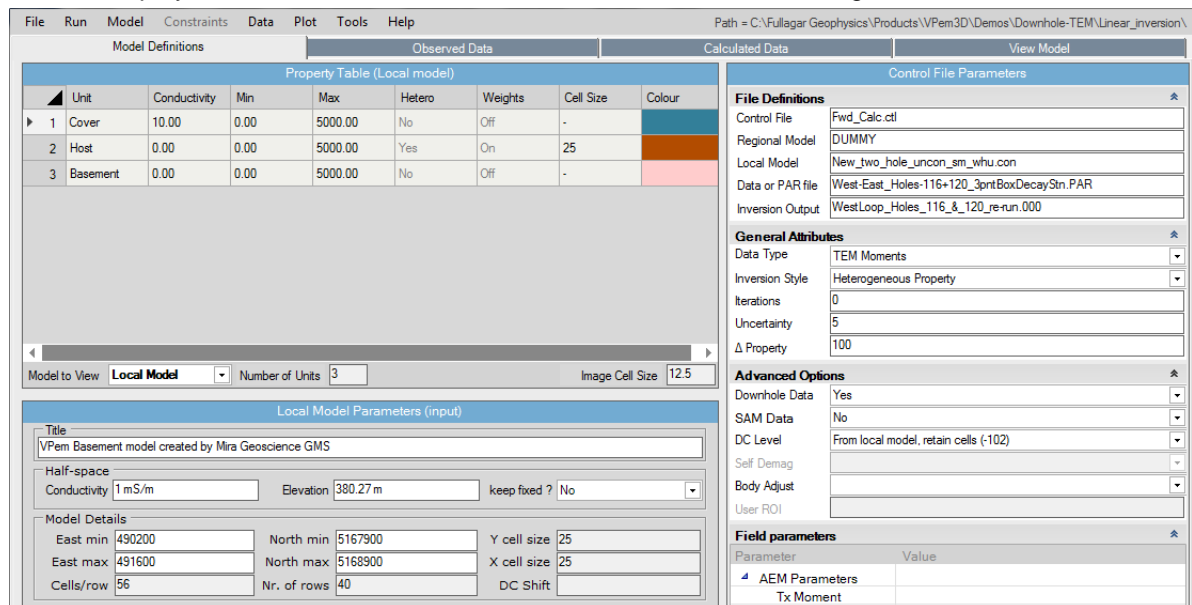 File Run Model Constraints Data Plot Tools Help Path = C:\Fullagar Geophysics\Products\VPem3D\Demos\Downhole-TEM\Linear_inversion\
Model Definitions Observed Data Calculated Data View Model
Property Table (Local model)
Unit Conductivity Min Max Hetero Weights Cell Size Colour
1 Cover 10.00 0.00 5000.00 No Off -
2 Host 0.00 0.00 5000.00 Yes On 25
3 Basement 0.00 0.00 5000.00 No Off -
Model to View Local Model Number of Units 3 Image Cell Size 12.5
Local Model Parameters (input)
Title
VPem Basement model created by Mira Geoscience GMS
Half-space
Conductivity 1 mS/m Elevation 380.27 m keep fixed ? No
Model Details
East min 490200 North min 5167900 Y cell size 25
East max 491600 North max 5168900 X cell size 25
Cells/row 56 Nr. of rows 40 DC Shift
Control File Parameters
File Definitions
Control File Fwd_Calc.ctl
Regional Model DUMMY
Local Model New_two_hole_uncon_sm_whu.con
Data or PAR file West-East_Holes-116+120_3pntBoxDecayStn.PAR
Inversion Output WestLoop_Holes_116_&_120_re-run.000
General Attributes
Data Type TEM Moments
Inversion Style Heterogeneous Property
Iterations 0
Uncertainty 5
Δ Property 100
Advanced Options
Downhole Data Yes
SAM Data No
DC Level From local model, retain cells (-102)
Self Demag
Body Adjust
User ROI
Field parameters
Parameter Value
AEM Parameters
Tx Moment